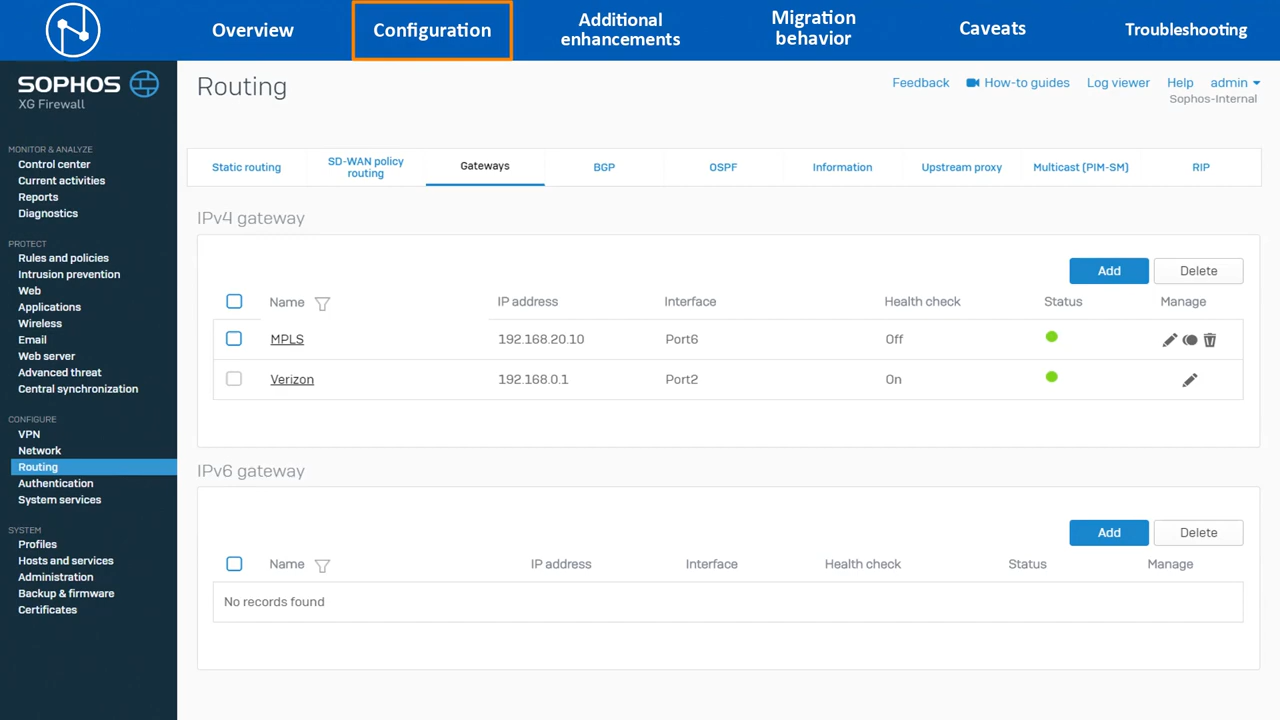 Overview
Configuration
Additional
enhancements
Migration
behavior
Caveats
Troubleshooting
SOPHOS
XG Firewall
MONITOR & ANALYZE
Control center
Current activities
Reports
Diagnostics
PROTECT
Rules and policies
Intrusion prevention
Web
Applications
Wireless
Email
Web server
Advanced threat
Central synchronization
CONFIGURE
VPN
Network
Routing
Authentication
System services
SYSTEM
Profiles
Hosts and services
Administration
Backup & firmware
Certificates
Routing
Feedback How-to guides Log viewer Help admin
Sophos-Internal
Static routing
SD-WAN policy
routing
Gateways
BGP
OSPF
Information
Upstream proxy
Multicast (PIM-SM)
RIP
IPv4 gateway
Add Delete
Name IP address Interface Health check Status Manage
MPLS 192.168.20.10 Port6 Off
Verizon 192.168.0.1 Port2 On
IPv6 gateway
Add Delete
Name IP address Interface Health check Status Manage
No records found